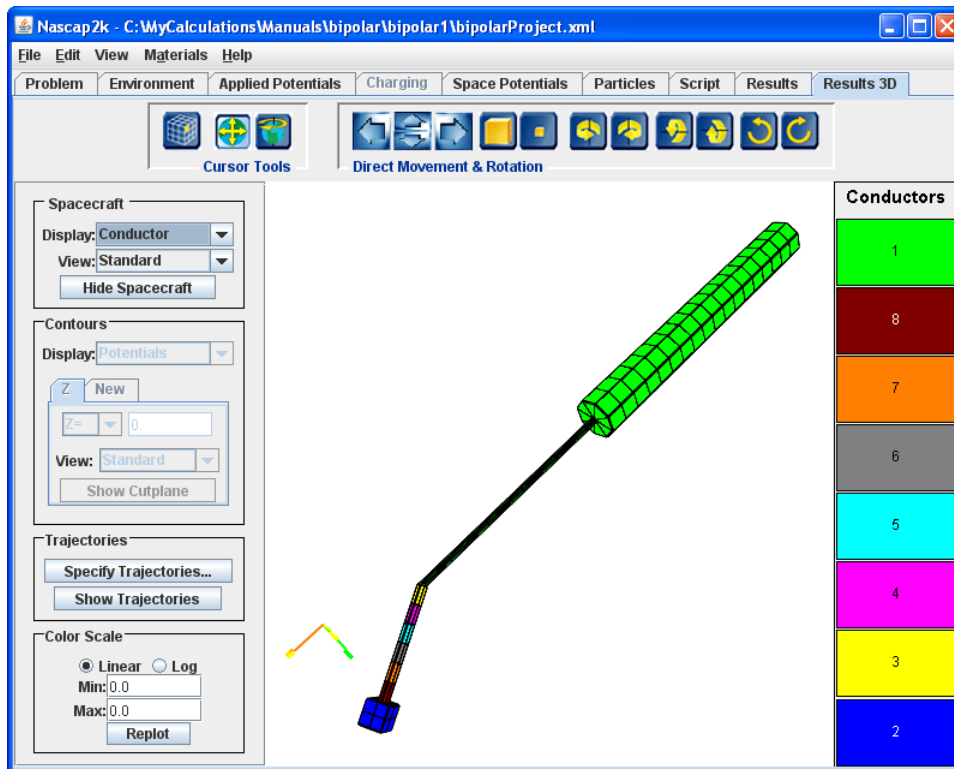 Nascap2k - C:\MyCalculations\Manuals\bipolar\bipolar1\bipolarProject.xml
File Edit View Materials Help
Problem Environment Applied Potentials Charging Space Potentials Particles Script Results Results 3D
Cursor Tools Direct Movement & Rotation
Spacecraft
Display: Conductor
View: Standard
Hide Spacecraft
Contours
Display: Potentials
Z New
Z= 0.
View: Standard
Show Cutplane
Trajectories
Specify Trajectories...
Show Trajectories
Color Scale
Linear Log
Min: 0.0
Max: 0.0
Replot
Conductors
1
8
7
6
5
4
3
2